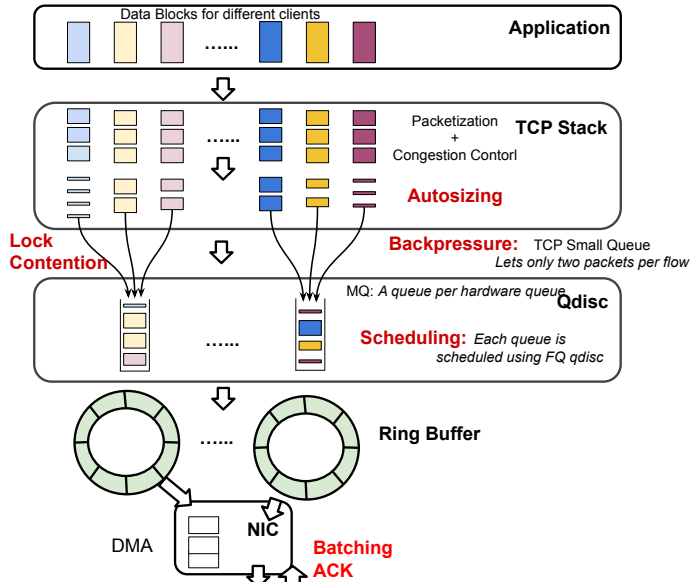 Data Blocks for different clients
Application
......
Packetization
+
Congestion Contorl
TCP Stack
......
Autosizing
Lock
Contention
Backpressure: TCP Small Queue
Lets only two packets per flow
MQ: A queue per hardware queue
Qdisc
Scheduling: Each queue is
scheduled using FQ qdisc
......
......
Ring Buffer
NIC
DMA
Batching
ACK